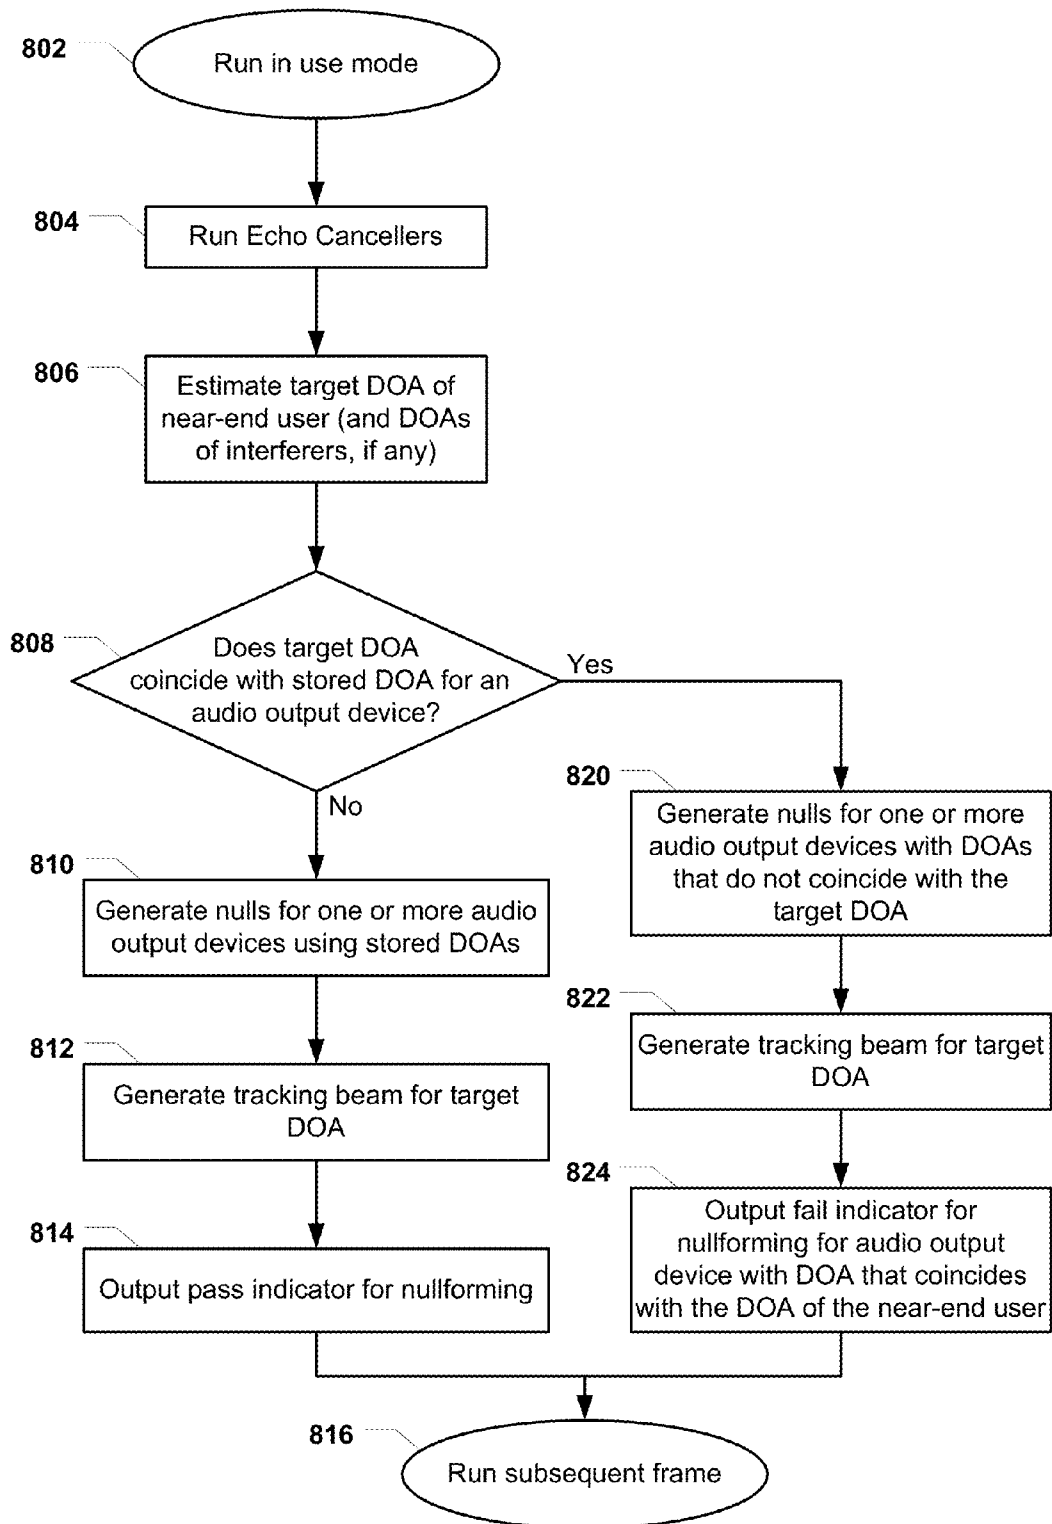 802
Run in use mode
804
Run Echo Cancellers
806
Estimate target DOA of
near-end user (and DOAs
of interferers, if any)
808
Does target DOA
coincide with stored DOA for an
audio output device?
Yes
No
810
Generate nulls for one or more audio
output devices using stored DOAs
812
Generate tracking beam for target
DOA
814
Output pass indicator for nullforming
820
Generate nulls for one or more
audio output devices with DOAs
that do not coincide with the
target DOA
822
Generate tracking beam for target
DOA
824
Output fail indicator for
nullforming for audio output
device with DOA that coincides
with the DOA of the near-end user
816
Run subsequent frame